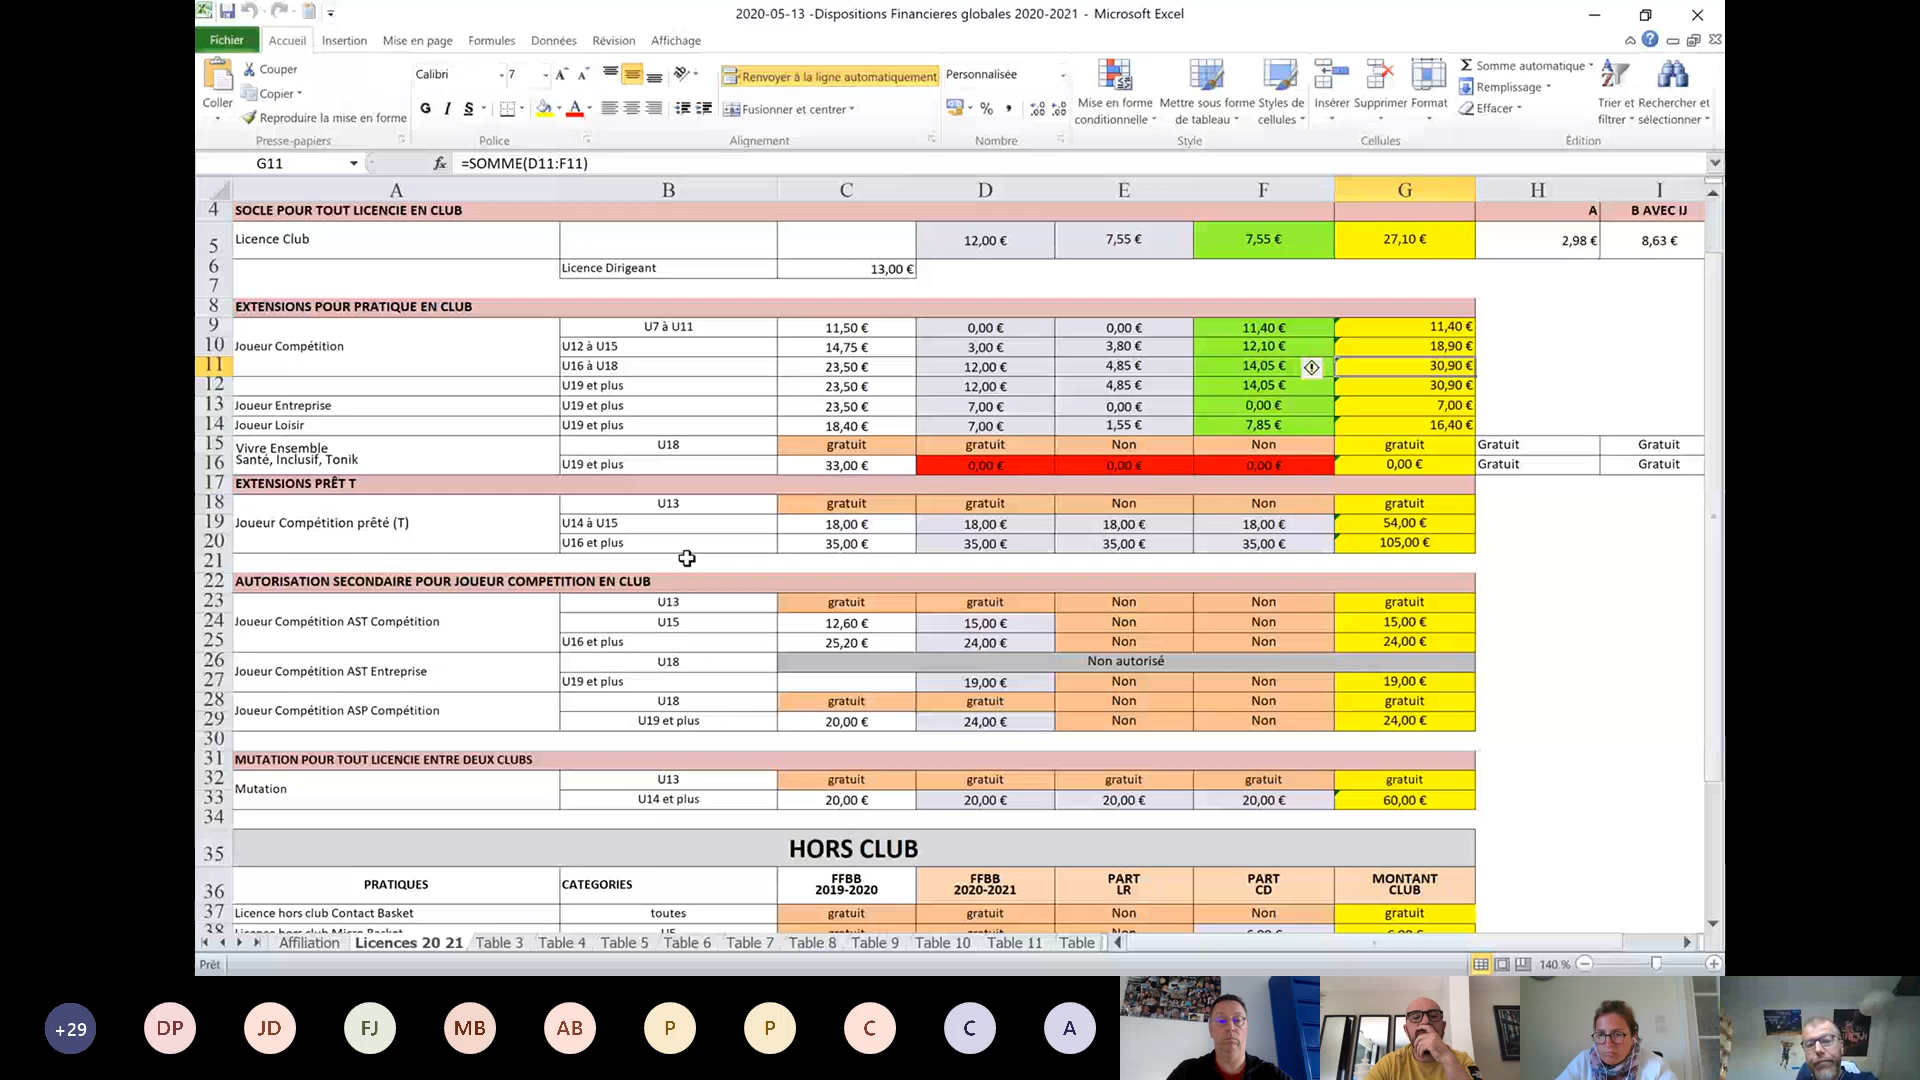 2020-05-13 -Dispositions Financieres globales 2020-2021 - Microsoft Excel
Fichier Accueil Insertion Mise en page Formules Données Révision Affichage
Coller
Couper
Copier
Reproduire la mise en forme
Presse-papiers
Calibri 7
G I S
Police
Renvoyer à la ligne automatiquement
Fusionner et centrer
Alignement
Personnalisée
% 
Nombre
Mise en forme conditionnelle
Mettre sous forme de tableau
Styles de cellules
Style
Insérer Supprimer Format
Cellules
Somme automatique
Remplissage
Effacer
Trier et filtrer
Rechercher et sélectionner
Édition
G11 fx =SOMME(D11:F11)
A B C D E F G H I
4 SOCLE POUR TOUT LICENCIE EN CLUB A B AVEC IJ
5 Licence Club 12,00 € 7,55 € 7,55 € 27,10 € 2,98 € 8,63 €
6 Licence Dirigeant 13,00 €
7
8 EXTENSIONS POUR PRATIQUE EN CLUB
9 U7 à U11 11,50 € 0,00 € 0,00 € 11,40 € 11,40 €
10 Joueur Compétition U12 à U15 14,75 € 3,00 € 3,80 € 12,10 € 18,90 €
11 U16 à U18 23,50 € 12,00 € 4,85 € 14,05 € 30,90 €
12 U19 et plus 23,50 € 12,00 € 4,85 € 14,05 € 30,90 €
13 Joueur Entreprise U19 et plus 23,50 € 7,00 € 0,00 € 0,00 € 7,00 €
14 Joueur Loisir U19 et plus 18,40 € 7,00 € 1,55 € 7,85 € 16,40 €
15 Vivre Ensemble U18 gratuit gratuit Non Non gratuit Gratuit Gratuit
16 Santé, Inclusif, Tonik U19 et plus 33,00 € 0,00 € 0,00 € 0,00 € 0,00 € Gratuit Gratuit
17 EXTENSIONS PRÊT T
18 U13 gratuit gratuit Non Non gratuit
19 Joueur Compétition prêté (T) U14 à U15 18,00 € 18,00 € 18,00 € 18,00 € 54,00 €
20 U16 et plus 35,00 € 35,00 € 35,00 € 35,00 € 105,00 €
21
22 AUTORISATION SECONDAIRE POUR JOUEUR COMPETITION EN CLUB
23 U13 gratuit gratuit Non Non gratuit
24 Joueur Compétition AST Compétition U15 12,60 € 15,00 € Non Non 15,00 €
25 U16 et plus 25,20 € 24,00 € Non Non 24,00 €
26 Joueur Compétition AST Entreprise U18 Non autorisé
27 U19 et plus 19,00 € Non Non 19,00 €
28 Joueur Compétition ASP Compétition U18 gratuit gratuit Non Non gratuit
29 U19 et plus 20,00 € 24,00 € Non Non 24,00 €
30
31 MUTATION POUR TOUT LICENCIE ENTRE DEUX CLUBS
32 Mutation U13 gratuit gratuit gratuit gratuit gratuit
33 U14 et plus 20,00 € 20,00 € 20,00 € 20,00 € 60,00 €
34
35 HORS CLUB
36 PRATIQUES CATEGORIES FFBB 2019-2020 FFBB 2020-2021 PART LR PART CD MONTANT CLUB
37 Licence hors club Contact Basket toutes gratuit gratuit Non Non gratuit
38 Licence hors club Micro Basket U5 gratuit gratuit Non 6,00 € 6,00 €
Affiliation Licences 20 21 Table 3 Table 4 Table 5 Table 6 Table 7 Table 8 Table 9 Table 10 Table 11 Table
Prêt 140 %
+29 DP JD FJ MB AB P P C C A